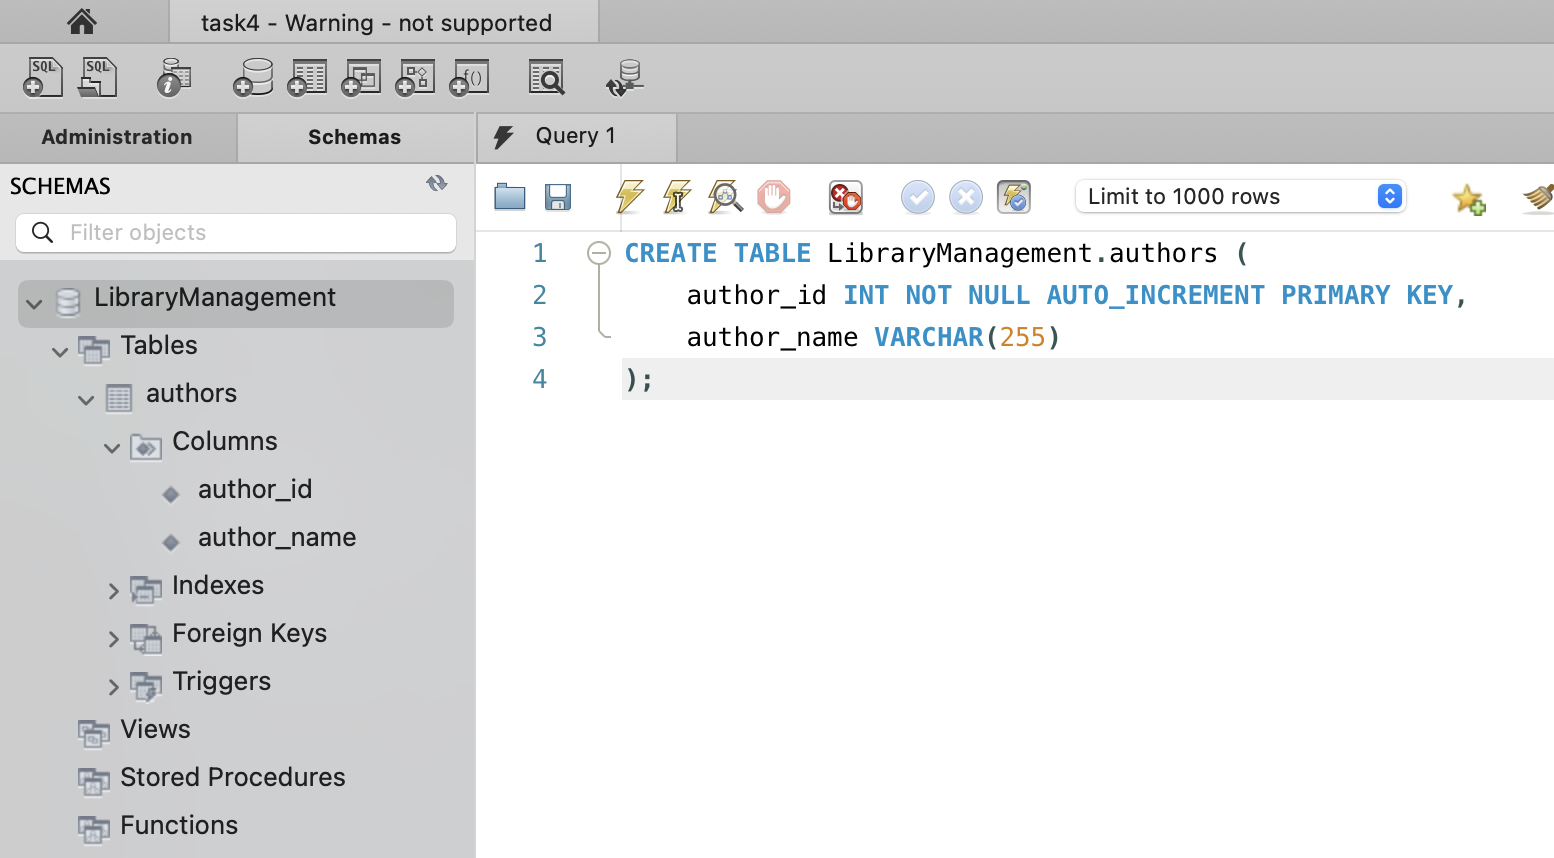 task4 - Warning - not supported
SQL
SQL
f()
Administration
Schemas
Query 1
SCHEMAS
Filter objects
Limit to 1000 rows
LibraryManagement
Tables
authors
Columns
author_id
author_name
Indexes
Foreign Keys
Triggers
Views
Stored Procedures
Functions
1 CREATE TABLE LibraryManagement.authors (
2 author_id INT NOT NULL AUTO_INCREMENT PRIMARY KEY,
3 author_name VARCHAR(255)
4 );